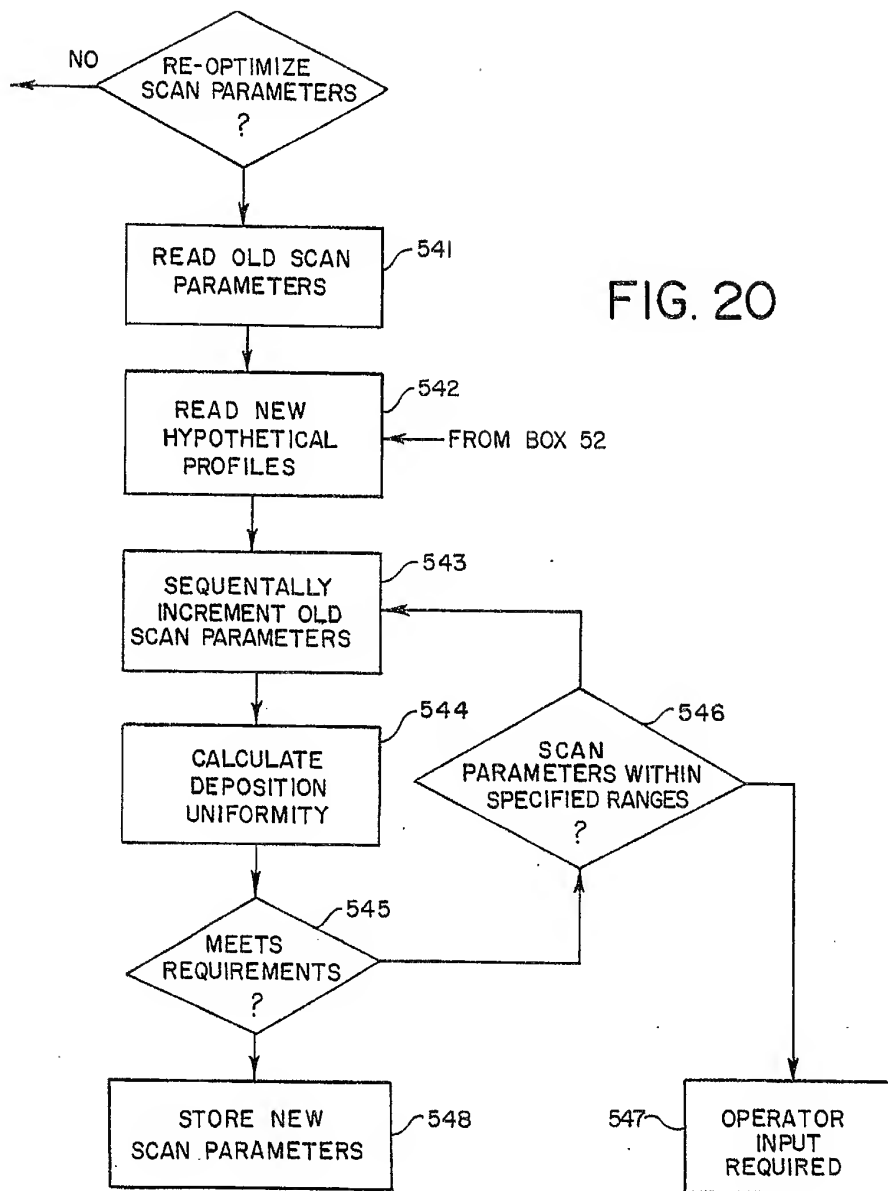 NO
RE-OPTIMIZE
SCAN PARAMETERS
?
READ OLD SCAN
PARAMETERS
541
FIG. 20
READ NEW
HYPOTHETICAL
PROFILES
542
FROM BOX 52
SEQUENTALLY
INCREMENT OLD
SCAN PARAMETERS
543
CALCULATE
DEPOSITION
UNIFORMITY
544
SCAN
PARAMETERS WITHIN
SPECIFIED RANGES
?
546
MEETS
REQUIREMENTS
?
545
STORE NEW
SCAN PARAMETERS
548
547
OPERATOR
INPUT
REQUIRED